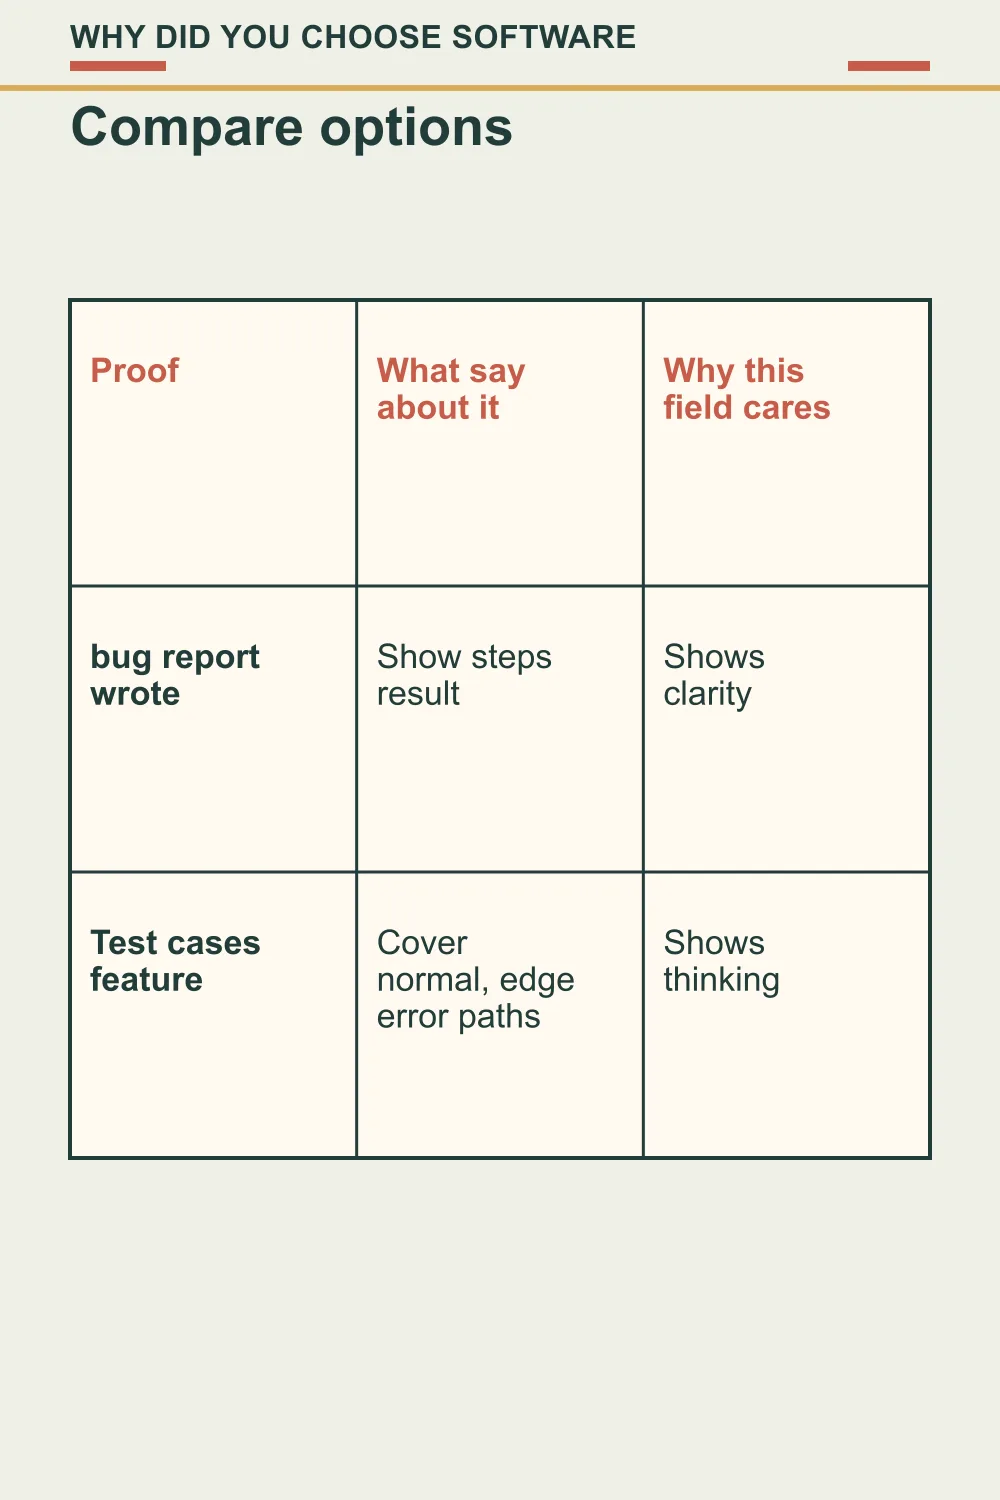 WHY DID YOU CHOOSE SOFTWARE
Compare options
Proof
What say
about it
Why this
field cares
bug report
wrote
Show steps
result
Shows
clarity
Test cases
feature
Cover
normal, edge
error paths
Shows
thinking